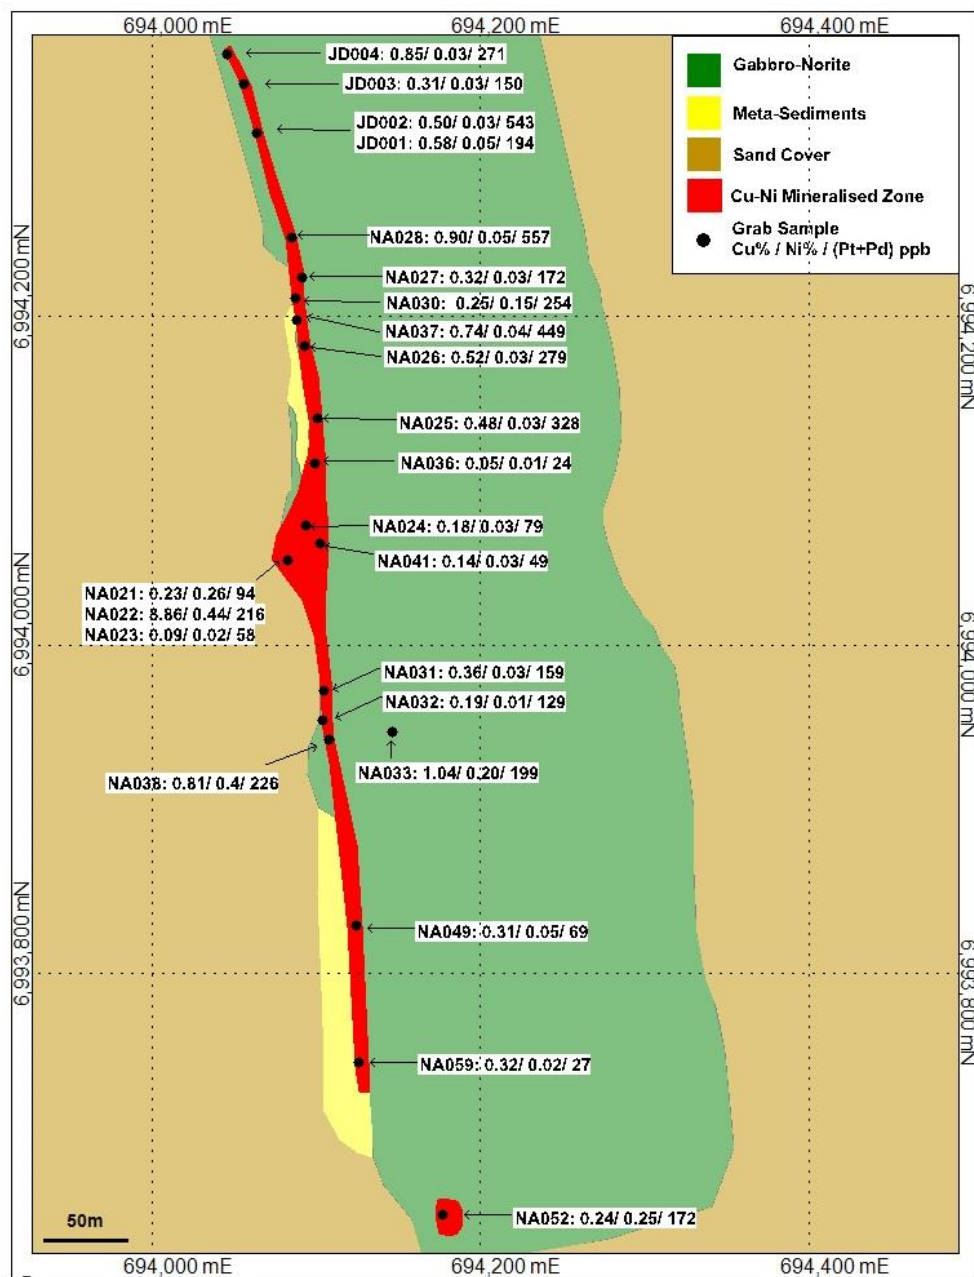 694,000 mE
694,200 mE
694,400 mE
JD004: 0.85/ 0.03/ 271
JD003: 0.31/ 0.03/ 150
JD002: 0.50/ 0.03/ 543
JD001: 0.58/ 0.05/ 194
Gabbro-Norite
Meta-Sediments
Sand Cover
Cu-Ni Mineralised Zone
Grab Sample
Cu% / Ni% / (Pt+Pd) ppb
NA028: 0.90/ 0.05/ 557
NA027: 0.32/ 0.03/ 172
NA030: 0.25/ 0.15/ 254
NA037: 0.74/ 0.04/ 449
NA026: 0.52/ 0.03/ 279
6,994,200 mN
6,994,200 mN
NA025: 0.48/ 0.03/ 328
NA036: 0.05/ 0.01/ 24
NA024: 0.18/ 0.03/ 79
NA041: 0.14/ 0.03/ 49
NA021: 0.23/ 0.26/ 94
NA022: 8.86/ 0.44/ 216
NA023: 0.09/ 0.02/ 58
6,994,000 mN
6,994,000 mN
NA031: 0.36/ 0.03/ 159
NA032: 0.19/ 0.01/ 129
NA033: 1.04/ 0.20/ 199
NA038: 0.81/ 0.4/ 226
NA049: 0.31/ 0.05/ 69
6,993,800 mN
6,993,800 mN
NA059: 0.32/ 0.02/ 27
NA052: 0.24/ 0.25/ 172
50m
694,000 mE
694,200 mE
694,400 mE